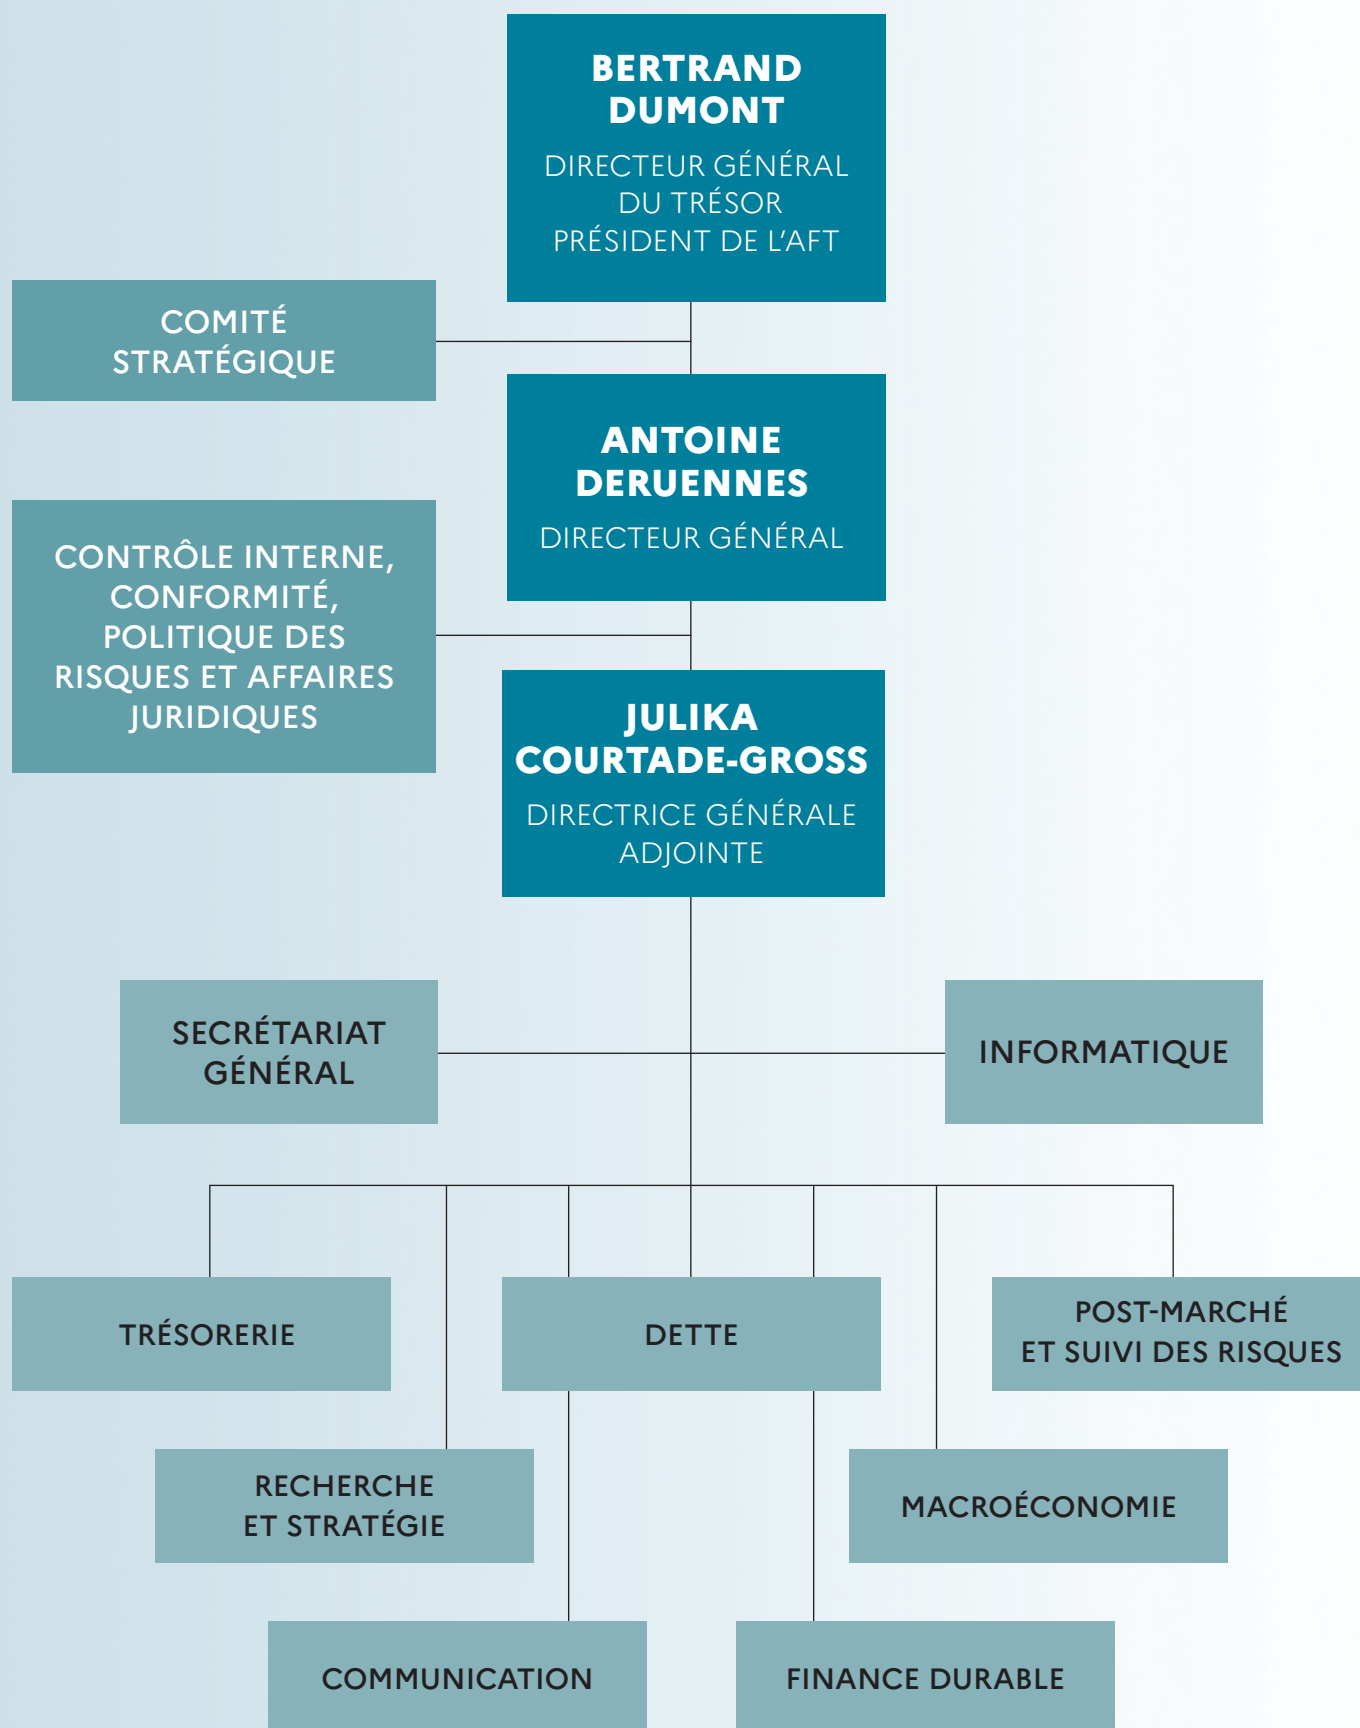 BERTRAND
DUMONT
DIRECTEUR GÉNÉRAL
DU TRÉSOR
PRÉSIDENT DE L'AFT
COMITÉ
STRATÉGIQUE
ANTOINE
DERUENNES
DIRECTEUR GÉNÉRAL
CONTRÔLE INTERNE,
CONFORMITÉ,
POLITIQUE DES
RISQUES ET AFFAIRES
JURIDIQUES
JULIKA
COURTADE-GROSS
DIRECTRICE GÉNÉRALE
ADJOINTE
SECRÉTARIAT
GÉNÉRAL
INFORMATIQUE
TRÉSORERIE
DETTE
POST-MARCHÉ
ET SUIVI DES RISQUES
RECHERCHE
ET STRATÉGIE
MACROÉCONOMIE
COMMUNICATION
FINANCE DURABLE